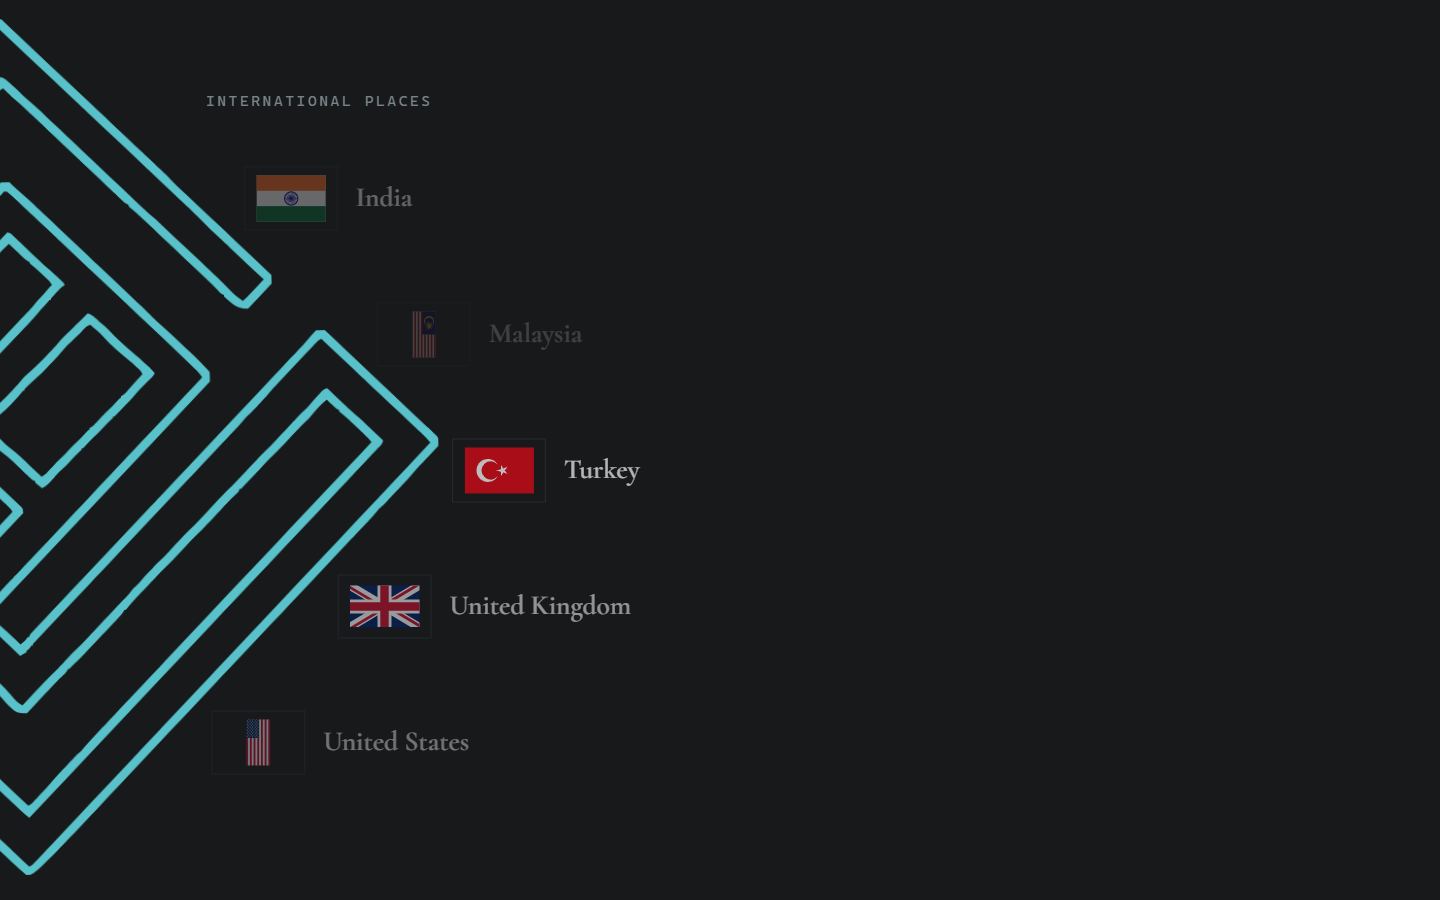 INTERNATIONAL PLACES
India
Malaysia
Turkey
United Kingdom
United States